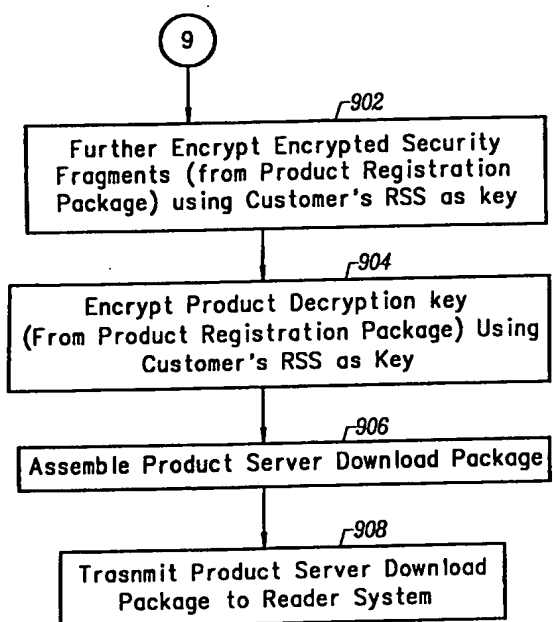 9
902
Further Encrypt Encrypted Security
Fragments (from Product Registration
Package) using Customer's RSS as key
904
Encrypt Product Decryption key
(From Product Registration Package) Using
Customer's RSS as Key
906
Assemble Product Server Download Package
908
Trasnmit Product Server Download
Package to Reader System